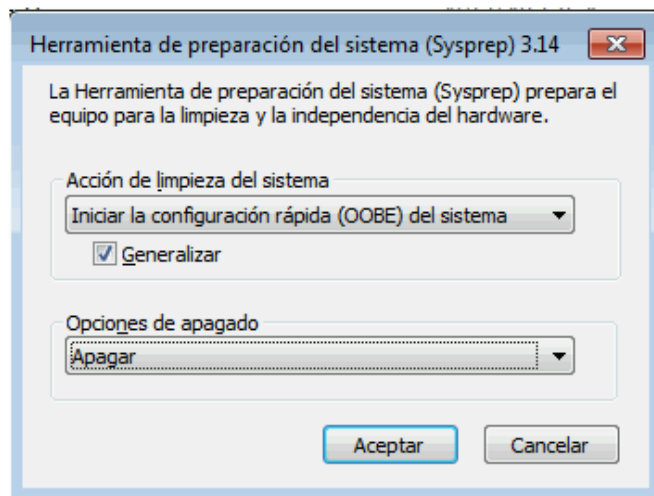 Herramienta de preparación del sistema (Sysprep) 3.14
La Herramienta de preparación del sistema (Sysprep) prepara el
equipo para la limpieza y la independencia del hardware.
Acción de limpieza del sistema
Iniciar la configuración rápida (OOBE) del sistema
Generalizar
Opciones de apagado
Apagar
Aceptar
Cancelar